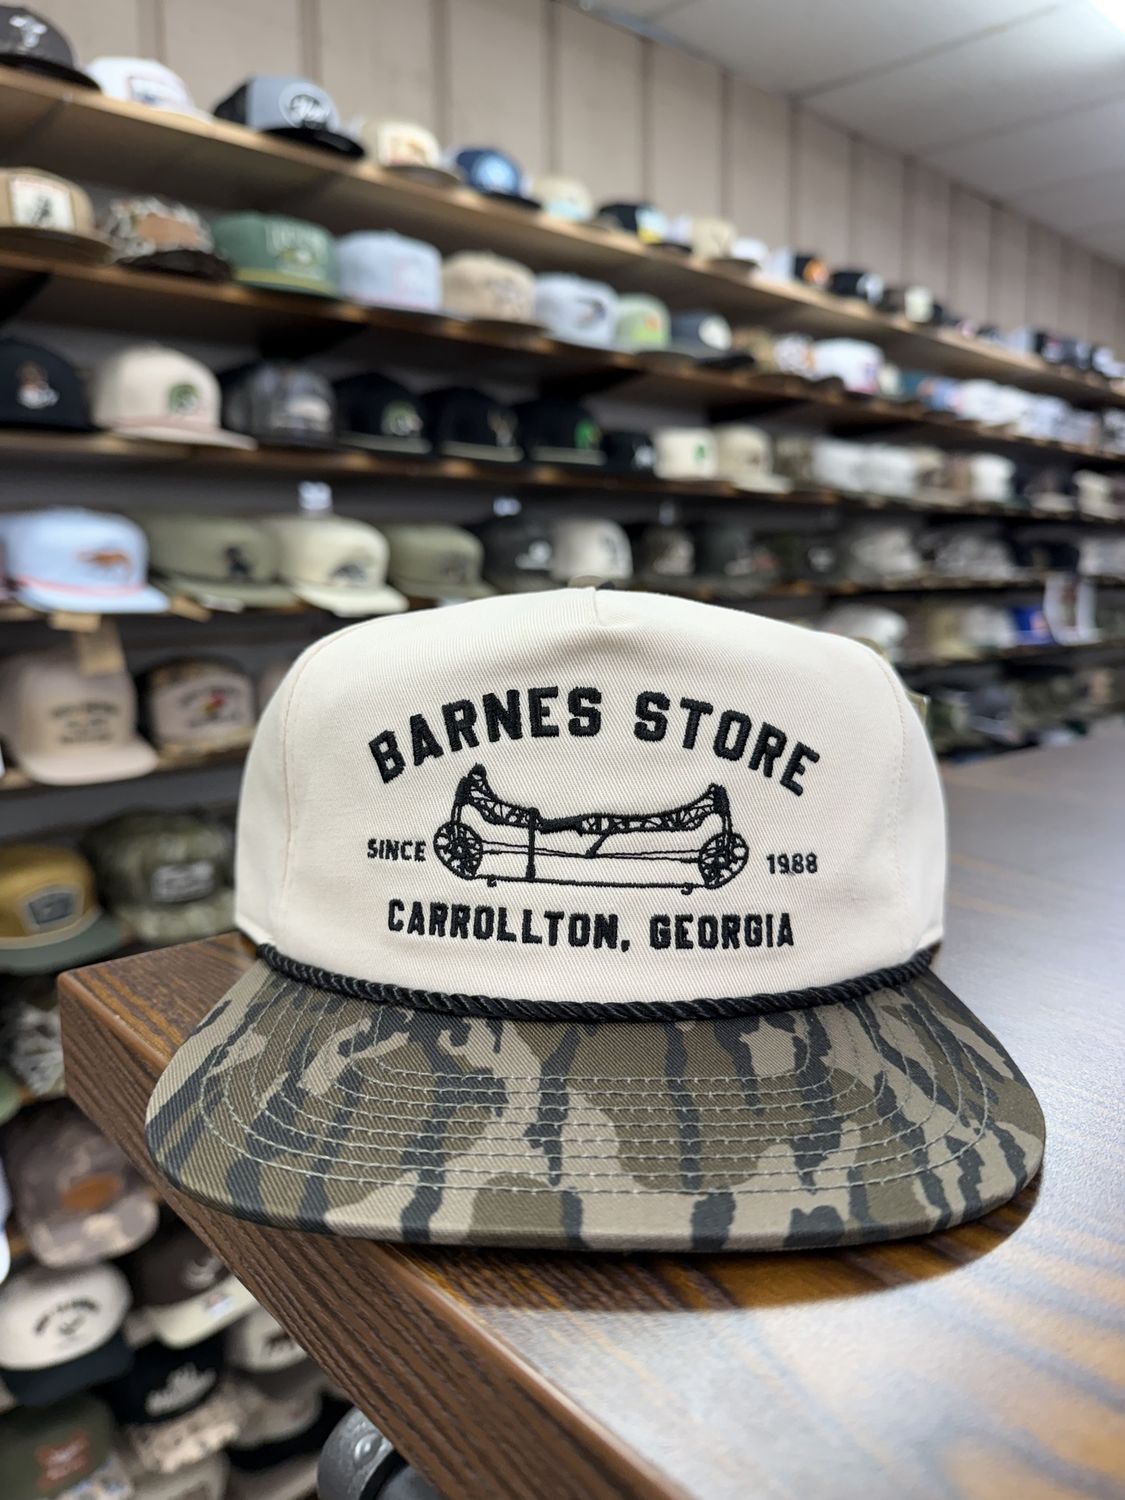 BARNES STORE
SINCE 1988
CARROLLTON, GEORGIA